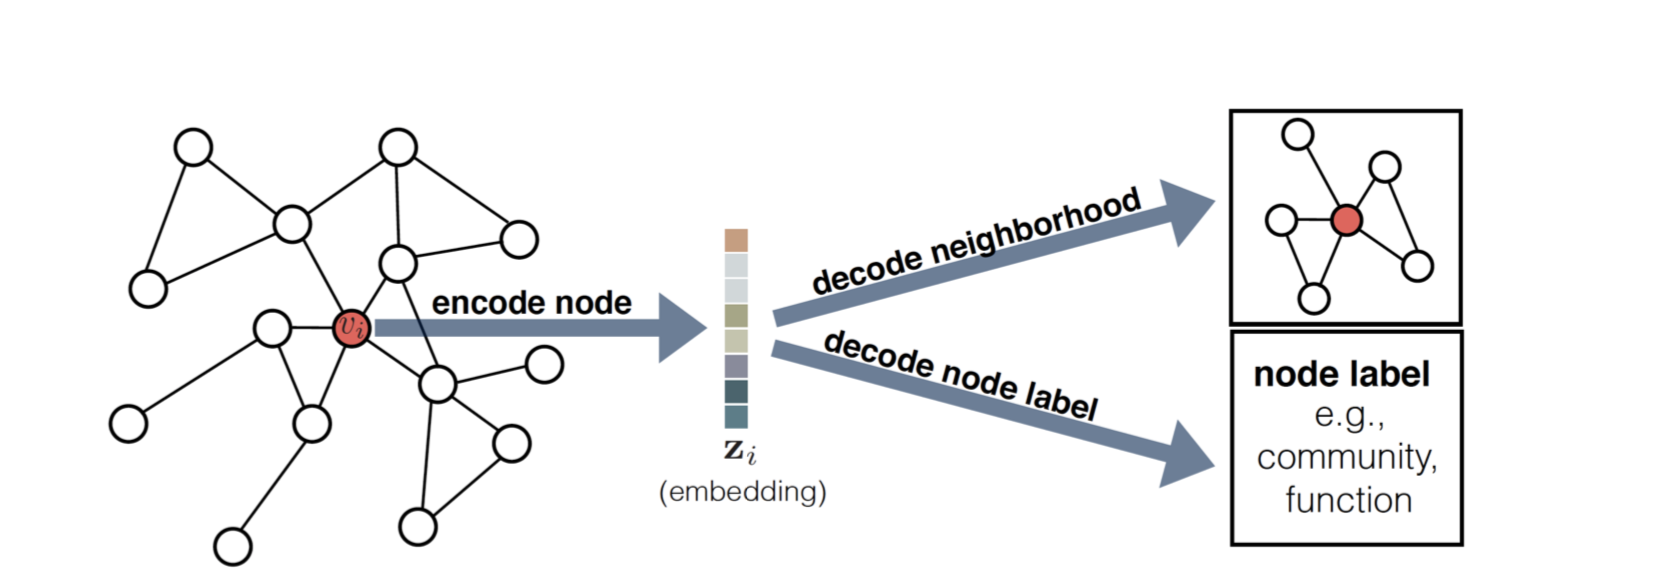 encode node
v_i
z_i
(embedding)
decode neighborhood
decode node label
node label
e.g.,
community,
function